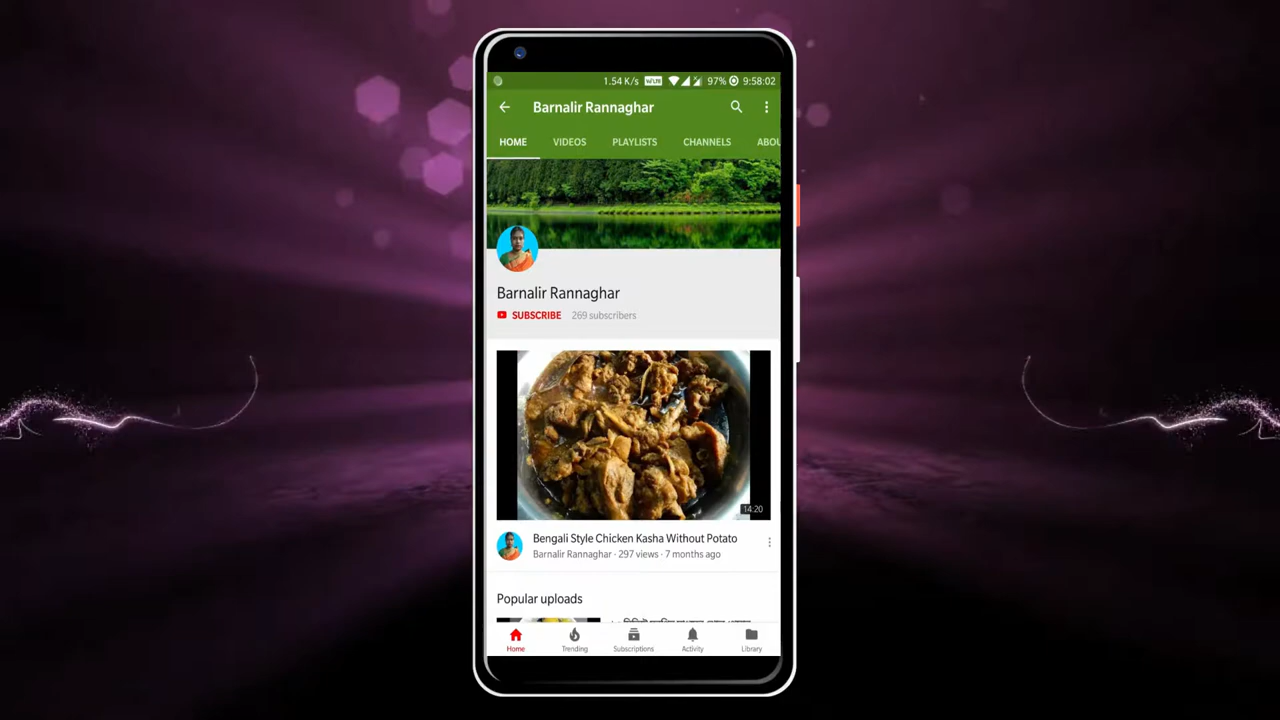 1.54 K/s 97% 9:58:02
Barnalir Rannaghar
HOME VIDEOS PLAYLISTS CHANNELS ABOU
Barnalir Rannaghar
SUBSCRIBE 269 subscribers
14:20
Bengali Style Chicken Kasha Without Potato
Barnalir Rannaghar · 297 views · 7 months ago
Popular uploads
Home Trending Subscriptions Activity Library